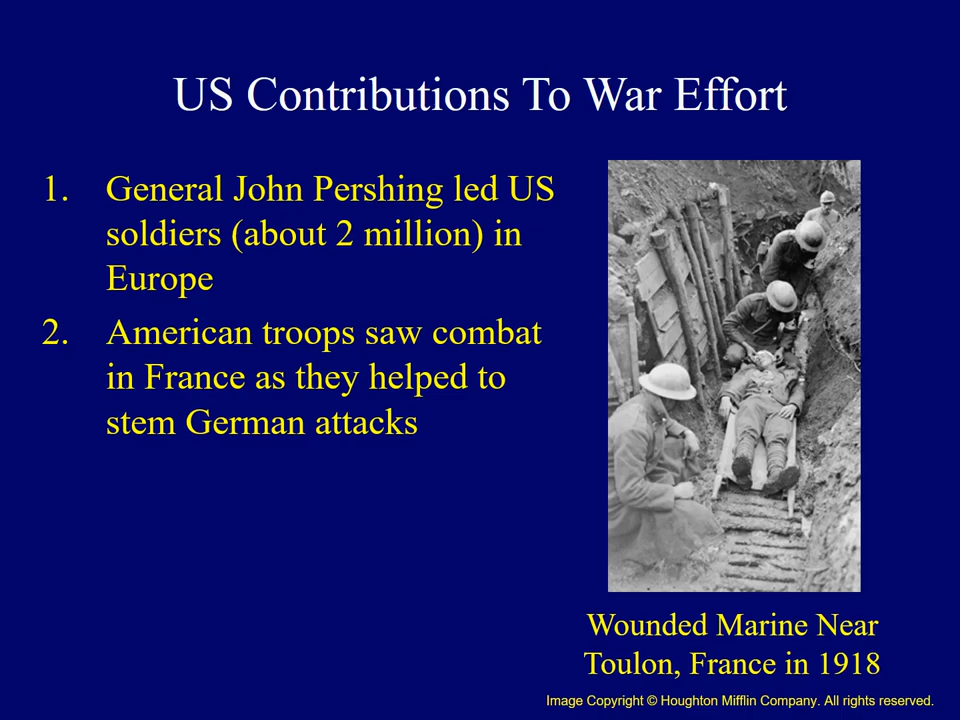 US Contributions To War Effort
1. General John Pershing led US
soldiers (about 2 million) in
Europe
2. American troops saw combat
in France as they helped to
stem German attacks
Wounded Marine Near
Toulon, France in 1918
Image Copyright © Houghton Mifflin Company. All rights reserved.